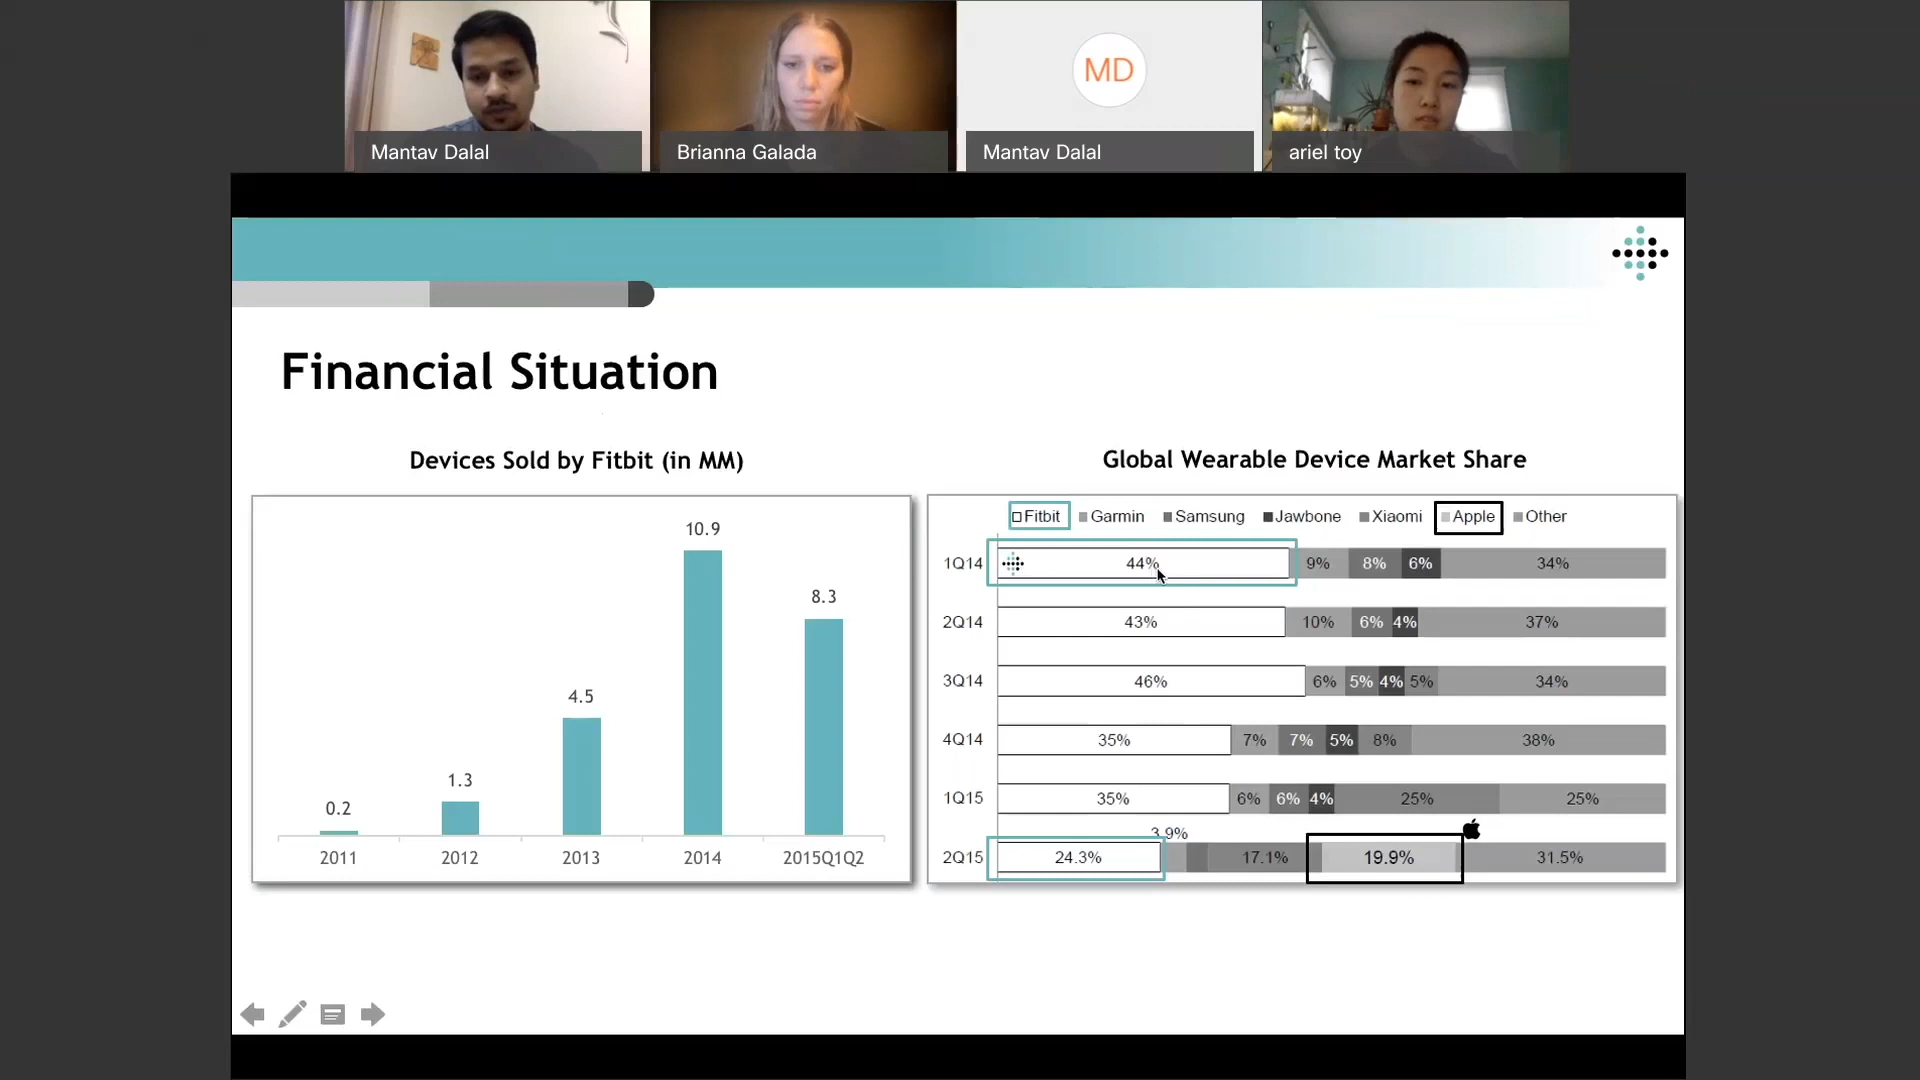 Mantav Dalal
Brianna Galada
MD
Mantav Dalal
ariel toy
Financial Situation
Devices Sold by Fitbit (in MM)
0.2
1.3
4.5
10.9
8.3
2011 2012 2013 2014 2015Q1Q2
Global Wearable Device Market Share
Fitbit Garmin Samsung Jawbone Xiaomi Apple Other
1Q14 44% 9% 8% 6% 34%
2Q14 43% 10% 6% 4% 37%
3Q14 46% 6% 5% 4% 5% 34%
4Q14 35% 7% 7% 5% 8% 38%
1Q15 35% 6% 6% 4% 25% 25%
3.9%
2Q15 24.3% 17.1% 19.9% 31.5%